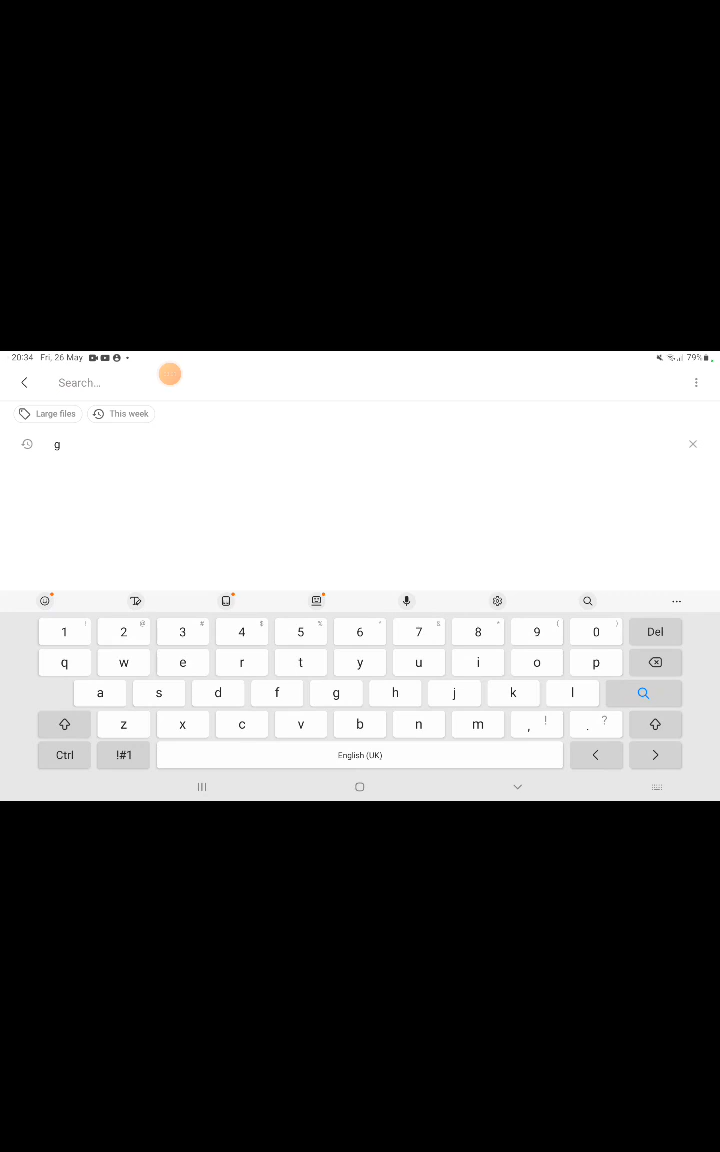 20:34 Fri, 26 May 79%
Search...
Large files This week
g
1 ! 2 @ 3 # 4 $ 5 % 6 ^ 7 & 8 * 9 ( 0 ) Del
q w e r t y u i o p
a s d f g h j k l
z x c v b n m , ! . ?
Ctrl !#1 English (UK) < >